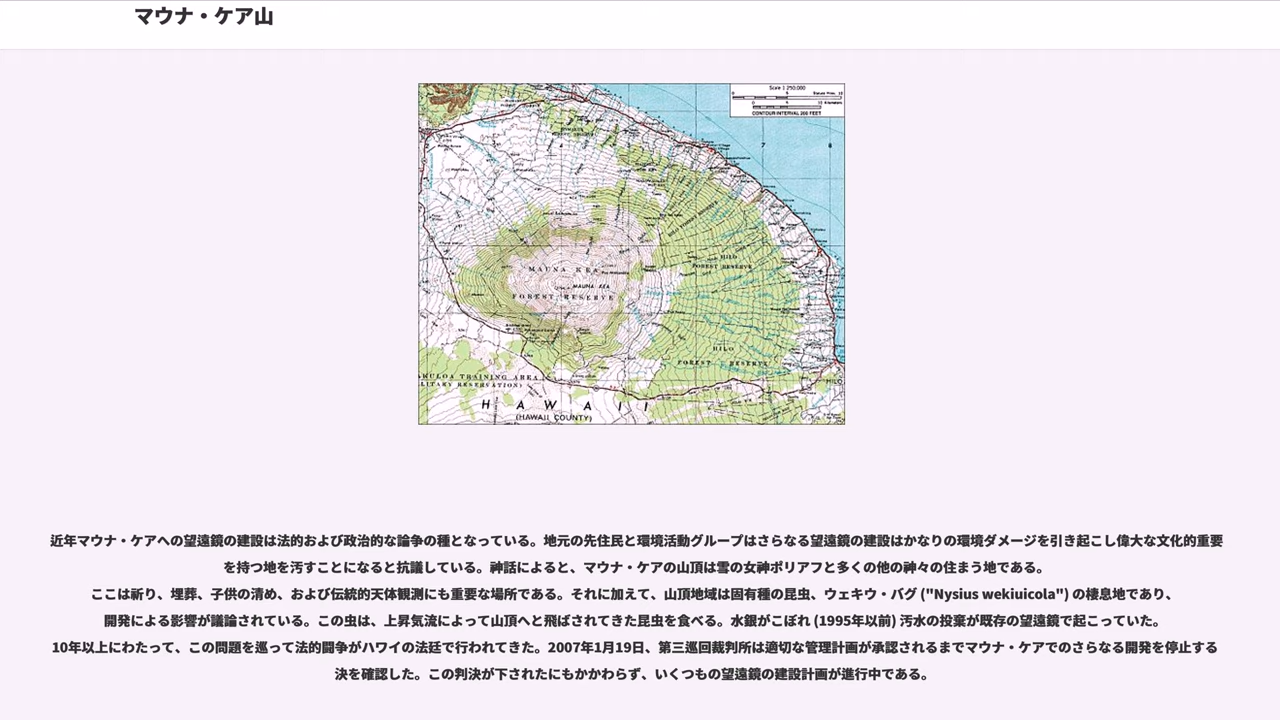 マウナ・ケア山
Scale 1:250,000
CONTOUR INTERVAL 200 FEET
7
8
MAUNA KEA
MAUNA KEA
FOREST RESERVE
HILO
FOREST RESERVE
HILO
FOREST RESERVE
TRAINING AREA
HILO
HAWAII
(HAWAII COUNTY)
近年マウナ・ケアへの望遠鏡の建設は法的および政治的な論争の種となっている。地元の先住民と環境活動グループはさらなる望遠鏡の建設はかなりの環境ダメージを引き起こし偉大な文化的重要
を持つ地を汚すことになると抗議している。神話によると、マウナ・ケアの山頂は雪の女神ポリアフと多くの他の神々の住まう地である。
ここは祈り、埋葬、子供の清め、および伝統的天体観測にも重要な場所である。それに加えて、山頂地域は固有種の昆虫、ウェキウ・バグ ("Nysius wekiuicola") の棲息地であり、
開発による影響が議論されている。この虫は、上昇気流によって山頂へと飛ばされてきた昆虫を食べる。水銀がこぼれ (1995年以前) 汚水の投棄が既存の望遠鏡で起こっていた。
10年以上にわたって、この問題を巡って法的闘争がハワイの法廷で行われてきた。2007年1月19日、第三巡回裁判所は適切な管理計画が承認されるまでマウナ・ケアでのさらなる開発を停止する
決を確認した。この判決が下されたにもかかわらず、いくつもの望遠鏡の建設計画が進行中である。